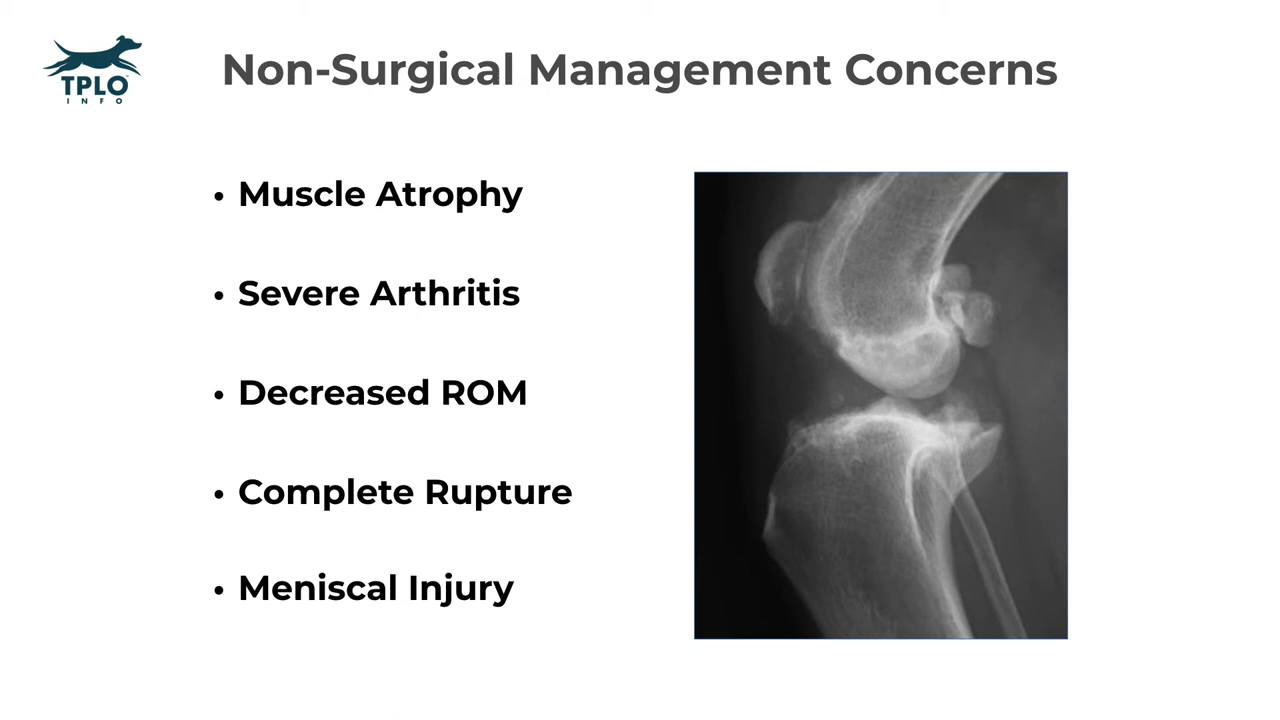 TPLO
INFO
Non-Surgical Management Concerns
• Muscle Atrophy
• Severe Arthritis
• Decreased ROM
• Complete Rupture
• Meniscal Injury